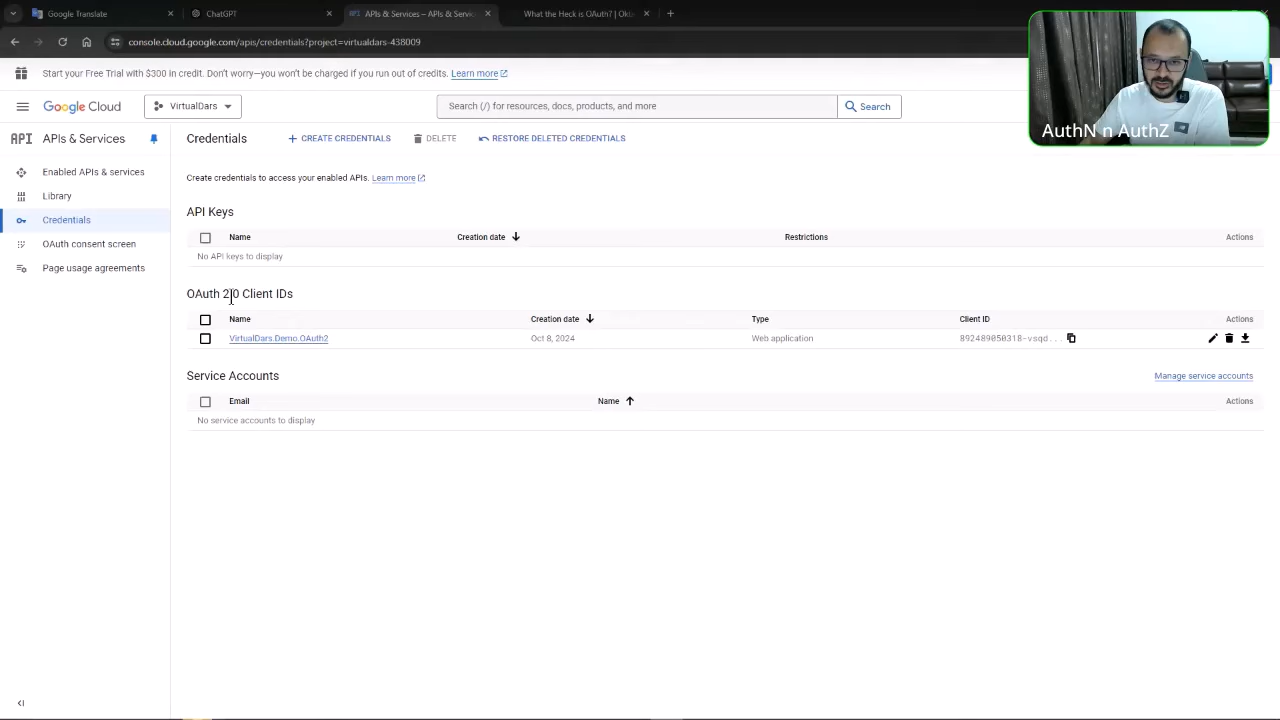 Google Translate
ChatGPT
APIs & Services – APIs & Servic
What the Heck is OAuth? | Okt
console.cloud.google.com/apis/credentials?project=virtualdars-438009
Start your Free Trial with $300 in credit. Don't worry—you won't be charged if you run out of credits. Learn more
Google Cloud
VirtualDars
Search (/) for resources, docs, products, and more
Search
AuthN n AuthZ
API APIs & Services
Credentials
CREATE CREDENTIALS
DELETE
RESTORE DELETED CREDENTIALS
Enabled APIs & services
Library
Credentials
OAuth consent screen
Page usage agreements
Create credentials to access your enabled APIs. Learn more
API Keys
Name Creation date Restrictions Actions
No API keys to display
OAuth 2.0 Client IDs
Name Creation date Type Client ID Actions
VirtualDars.Demo.OAuth2 Oct 8, 2024 Web application 892489050318-vsqd...
Service Accounts
Manage service accounts
Email Name Actions
No service accounts to display